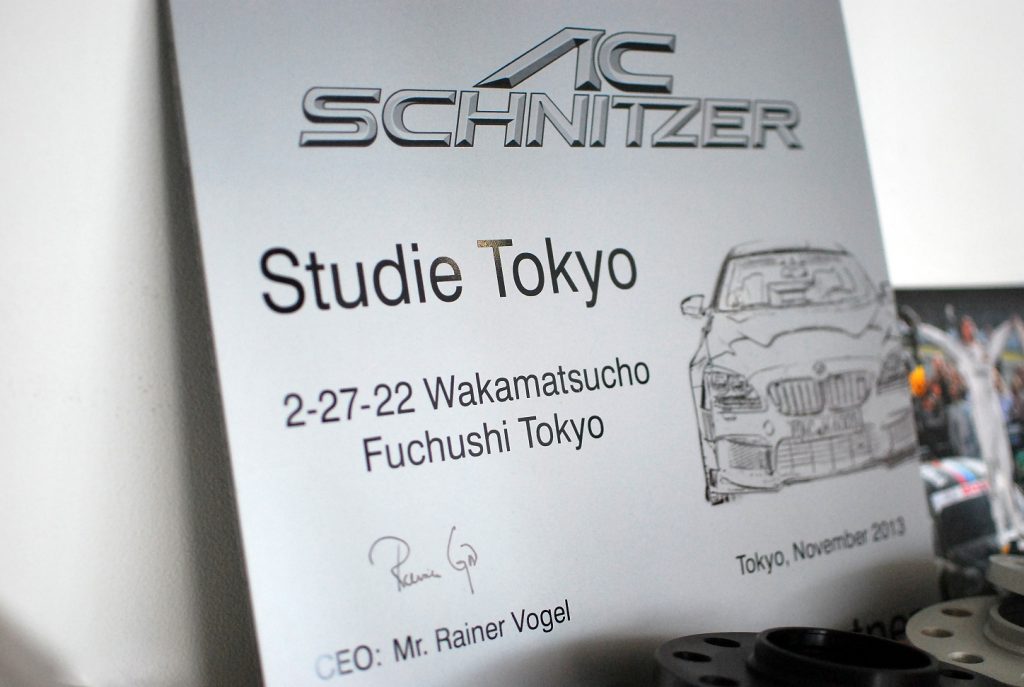 AC
SCHNITZER
Studie Tokyo
2-27-22 Wakamatsucho
Fuchushi Tokyo
Tokyo, November 2013
CEO: Mr. Rainer Vogel